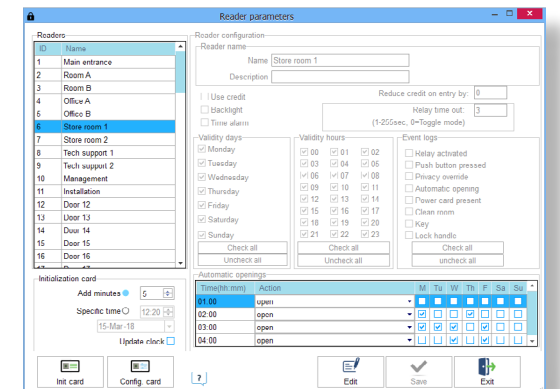 Reader parameters
Readers
ID Name
1 Main entrance
2 Room A
3 Room B
4 Office A
5 Office B
6 Store room 1
7 Store room 2
8 Tech support 1
9 Tech support 2
10 Management
11 Installation
12 Door 12
13 Door 13
14 Door 14
15 Door 15
16 Door 16
Initialization card
Add minutes 5
Specific time 12:20
15-Mar-18
Update clock
Init card
Config. card
Reader configuration
Reader name
Name Store room 1
Description
Use credit
Backlight
Time alarm
Reduce credit on entry by: 0
Relay time out: 3
(1-255sec, 0=Toggle mode)
Validity days
Monday
Tuesday
Wednesday
Thursday
Friday
Saturday
Sunday
Check all
Uncheck all
Validity hours
00 01 02
03 04 05
06 07 08
09 10 11
12 13 14
15 16 17
18 19 20
21 22 23
Check all
Uncheck all
Event logs
Relay activated
Push button pressed
Privacy override
Automatic opening
Power card present
Clean room
Key
Lock handle
Check all
uncheck all
Automatic openings
Time(hh:mm) Action M Tu W Th F Sa Su
01:00 open
02:00 open
03:00 open
04:00 open
?
Edit
Save
Exit